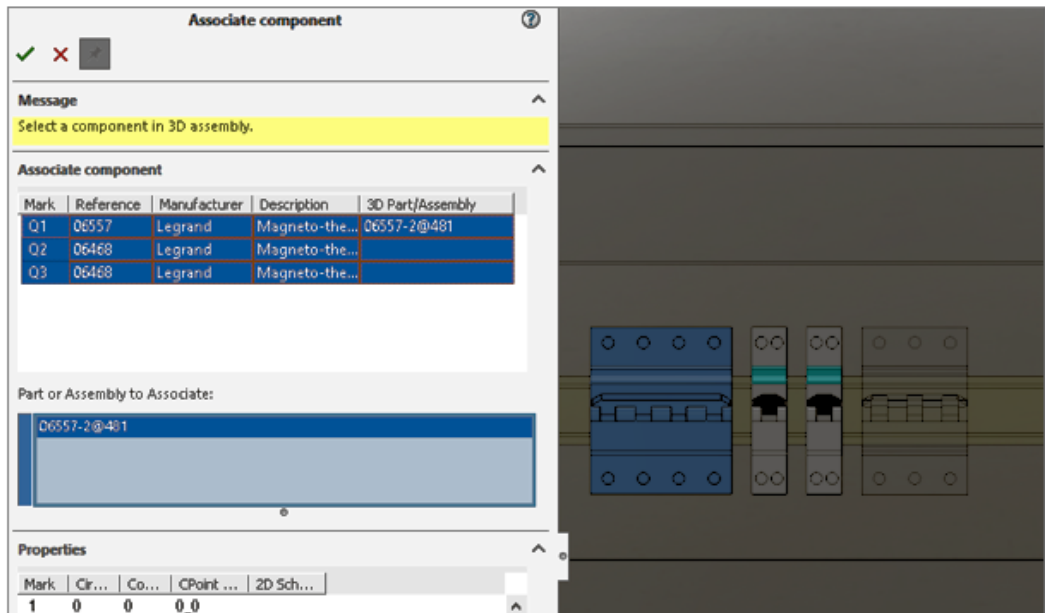 Associate component
Message
Select a component in 3D assembly.
Associate component
Mark Reference Manufacturer Description 3D Part/Assembly
Q1 06557 Legrand Magneto-the... 06557-2@481
Q2 06468 Legrand Magneto-the...
Q3 06468 Legrand Magneto-the...
Part or Assembly to Associate:
06557-2@481
Properties
Mark Cir... Co... CPoint ... 2D Sch...
1 0 0 0_0